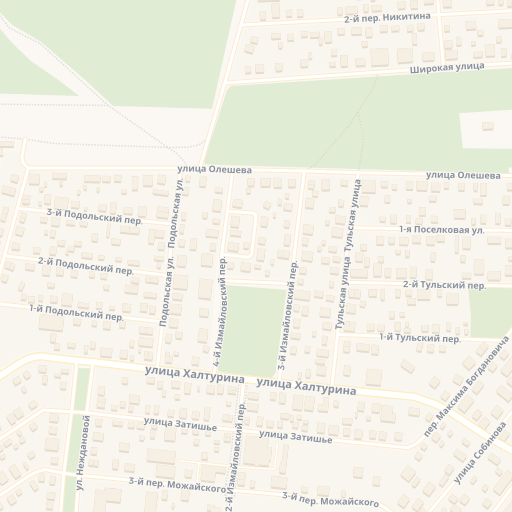 2-й пер. Никитина
Широкая улица
улица Олешева
улица Олешева
3-й Подольский пер.
Подольская ул.
Тульская улица
1-я Поселковая ул.
2-й Подольский пер.
Подольская ул.
4-й Измайловский пер.
3-й Измайловский пер.
Тульская улица
2-й Тульский пер.
1-й Подольский пер.
1-й Тульский пер.
улица Халтурина
улица Халтурина
пер. Максима Богдановича
ул. Неждановой
улица Затишье
2-й Измайловский пер.
улица Затишье
улица Собинова
3-й пер. Можайского
3-й пер. Можайского